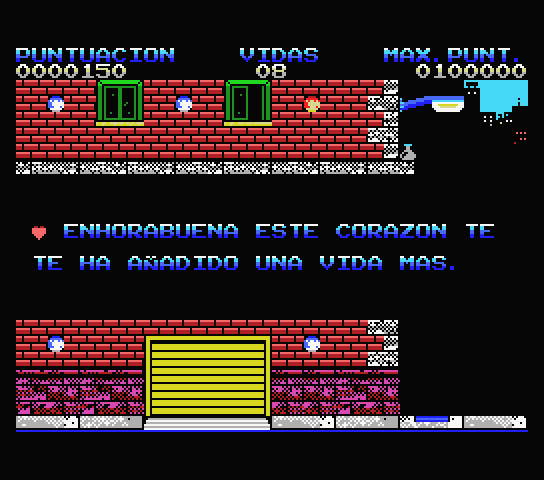 PUNTUACION VIDAS MAX. PUNT.
0000150 08 0100000
ENHORABUENA ESTE CORAZON TE
TE HA AÑADIDO UNA VIDA MAS.